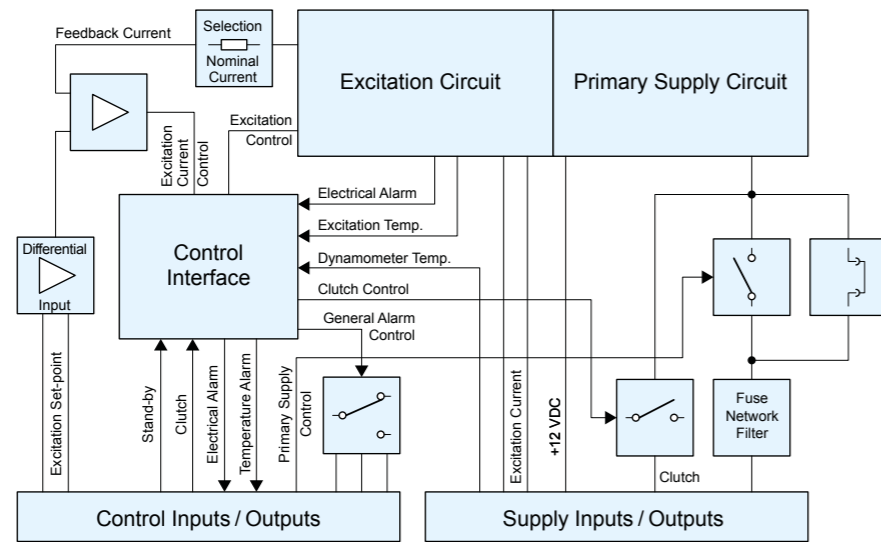 Feedback Current
Selection
Nominal
Current
Excitation Circuit
Primary Supply Circuit
Excitation
Control
Excitation
Current
Control
Electrical Alarm
Excitation Temp.
Dynamometer Temp.
Clutch Control
General Alarm
Control
Control
Interface
Differential
Input
Excitation Set-point
Stand-by
Clutch
Electrical Alarm
Temperature Alarm
Primary Supply
Control
Excitation Current
+12 VDC
Fuse
Network
Filter
Clutch
Control Inputs / Outputs
Supply Inputs / Outputs